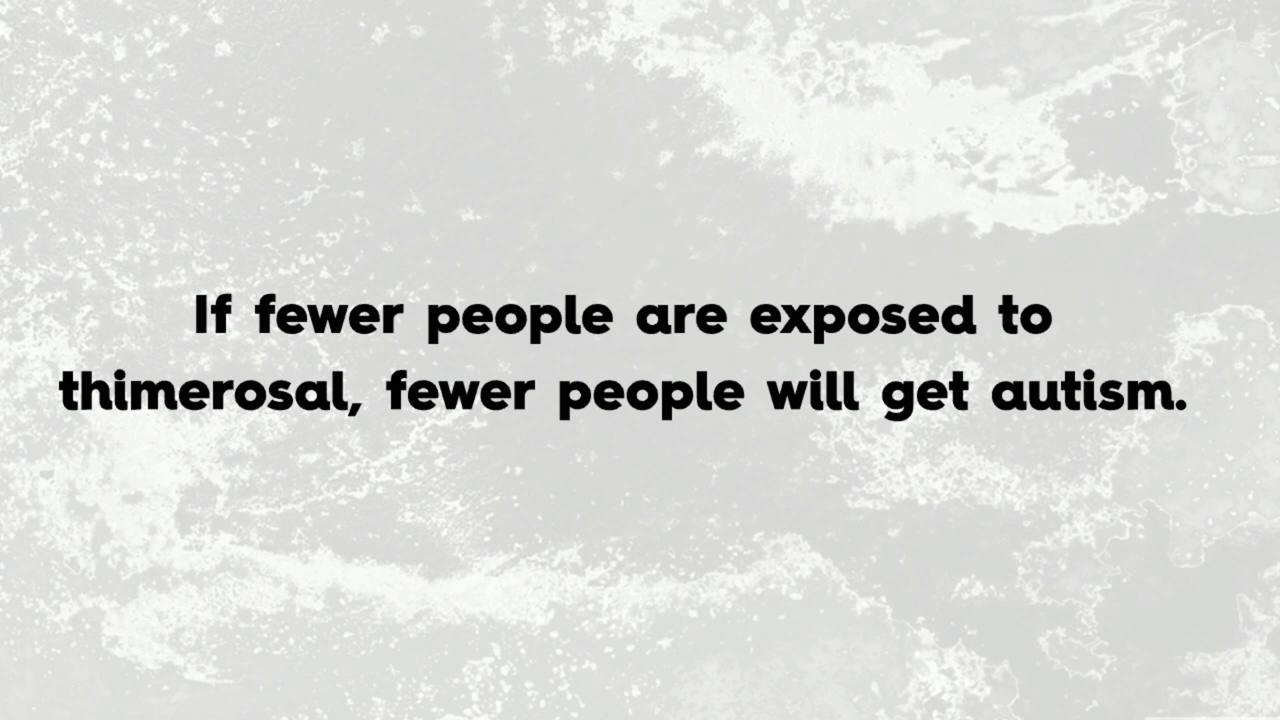 If fewer people are exposed to
thimerosal, fewer people will get autism.